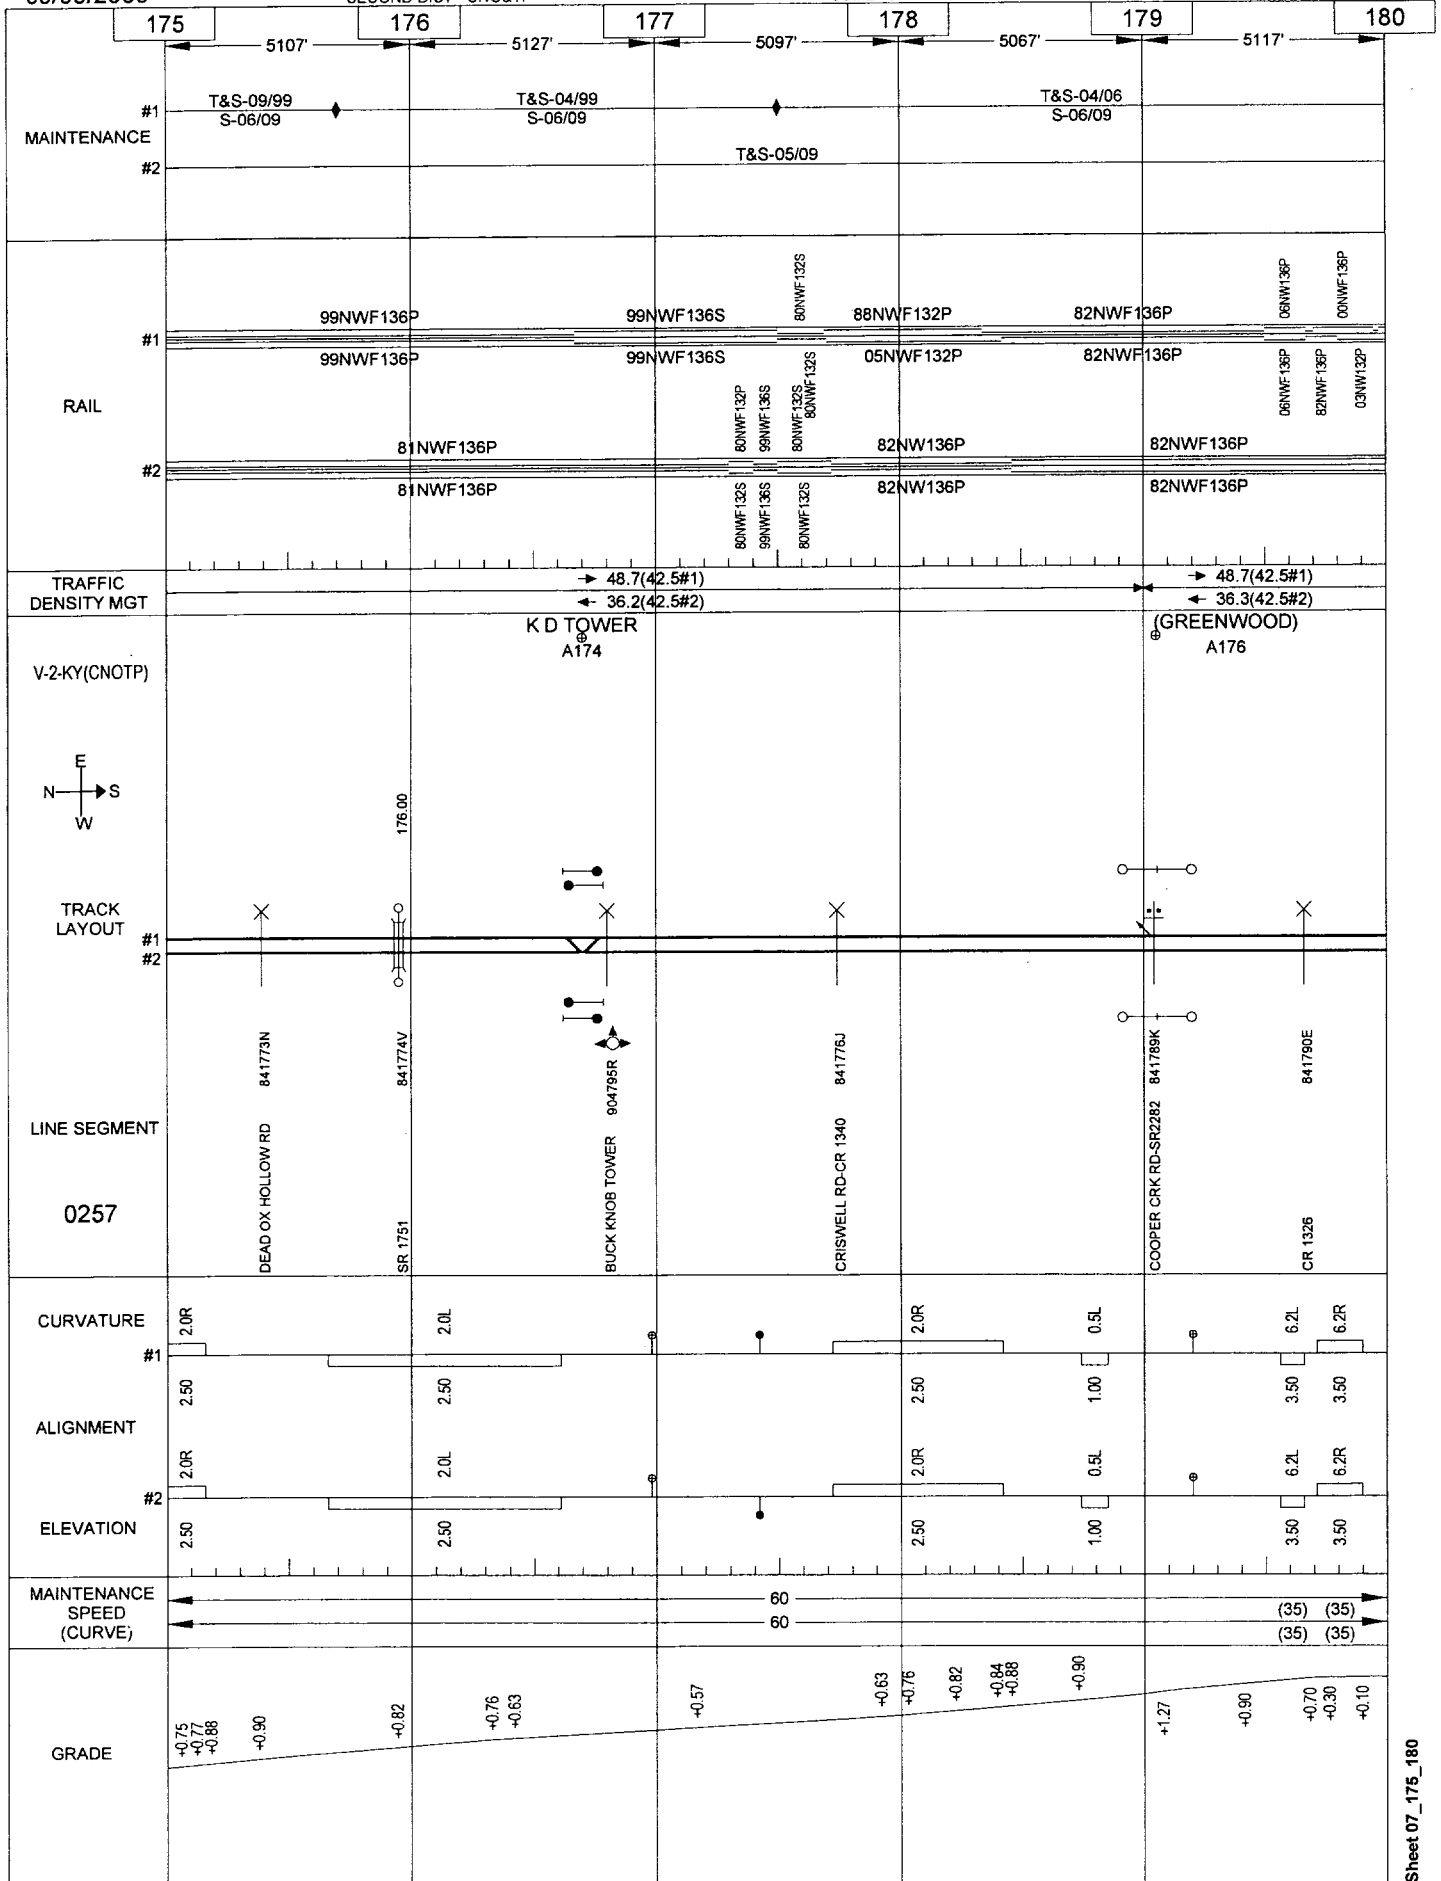 175 176 177 178 179 180
5107' 5127' 5097' 5067' 5117'
MAINTENANCE
#1
T&S-09/99
S-06/09
T&S-04/99
S-06/09
T&S-04/06
S-06/09
#2
T&S-05/09
RAIL
#1
99NWF136P
99NWF136S
80NWF132S
88NWF132P
82NWF136P
06NW136P
00NWF136P
99NWF136P
99NWF136S
80NWF132S
05NWF132P
82NWF136P
06NWF136P
82NWF136P
03NW132P
#2
81NWF136P
80NWF132P
99NWF136S
80NWF132S
82NW136P
82NWF136P
81NWF136P
80NWF132S
99NWF136S
80NWF132S
82NW136P
82NWF136P
TRAFFIC
DENSITY MGT
48.7(42.5#1)
48.7(42.5#1)
36.2(42.5#2)
36.3(42.5#2)
K D TOWER
A174
(GREENWOOD)
A176
V-2-KY(CNOTP)
E
N S
W
176.00
TRACK
LAYOUT
#1
#2
LINE SEGMENT
0257
DEAD OX HOLLOW RD 841773N
SR 1751 841774V
BUCK KNOB TOWER 904795R
CRISWELL RD-CR 1340 841776J
COOPER CRK RD-SR2282 841789K
CR 1326 841790E
CURVATURE
#1
2.0R 2.0L 2.0R 0.5L 6.2L 6.2R
2.50 2.50 2.50 1.00 3.50 3.50
ALIGNMENT
#2
2.0R 2.0L 2.0R 0.5L 6.2L 6.2R
ELEVATION
2.50 2.50 2.50 1.00 3.50 3.50
MAINTENANCE
SPEED
(CURVE)
60
(35) (35)
60
(35) (35)
GRADE
+0.75
+0.77
+0.88
+0.90
+0.82
+0.76
+0.63
+0.57
+0.63
+0.76
+0.82
+0.84
+0.88
+0.90
+1.27
+0.90
+0.70
+0.30
+0.10
Sheet 07_175_180